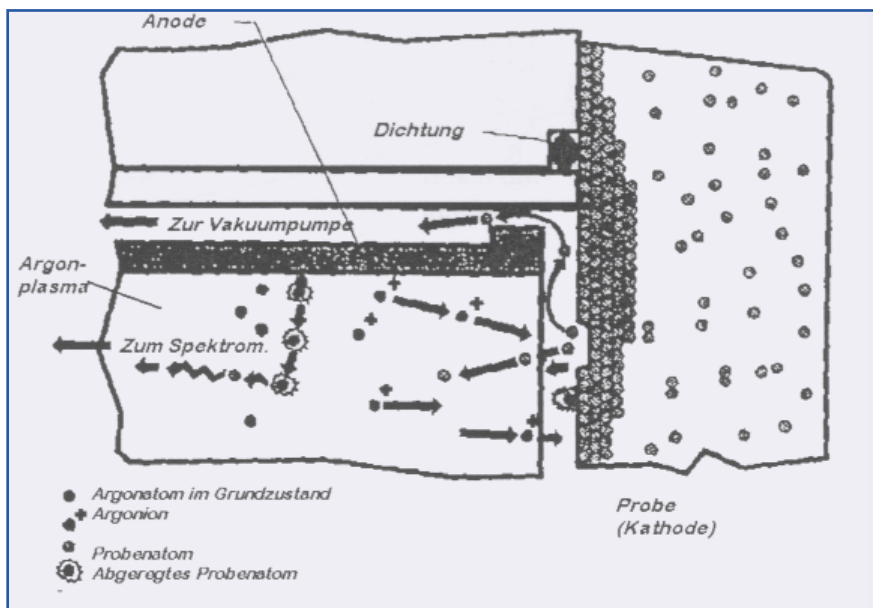 Anode
Dichtung
Zur Vakuumpumpe
Argon-
plasma
Zum Spektrom.
Argonatom im Grundzustand
Argonion
Probenatom
Abgeregtes Probenatom
Probe
(Kathode)